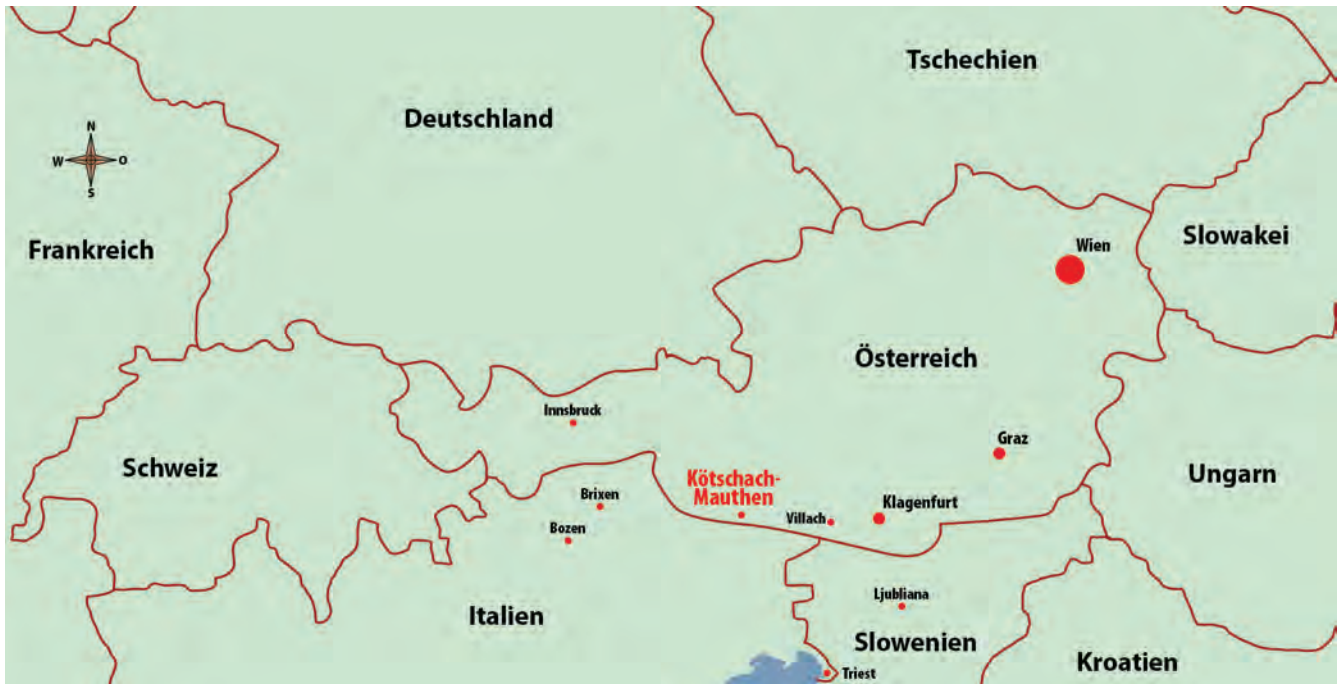 Tschechien
Deutschland
N
W
O
S
Frankreich
Slowakei
Wien
Österreich
Innsbruck
Graz
Schweiz
Kötschach-
Mauthen
Ungarn
Brixen
Klagenfurt
Villach
Bozen
Ljubliana
Italien
Slowenien
Kroatien
Triest